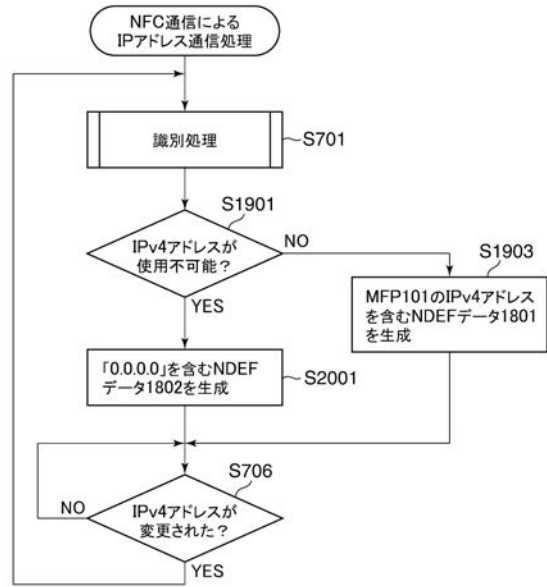 NFC通信による
IPアドレス通信処理
識別処理
S701
S1901
IPv4アドレスが
使用不可能？
NO
YES
S1903
MFP101のIPv4アドレス
を含むNDEFデータ1801
を生成
「0.0.0.0」を含むNDEF
データ1802を生成
S2001
S706
IPv4アドレスが
変更された？
NO
YES